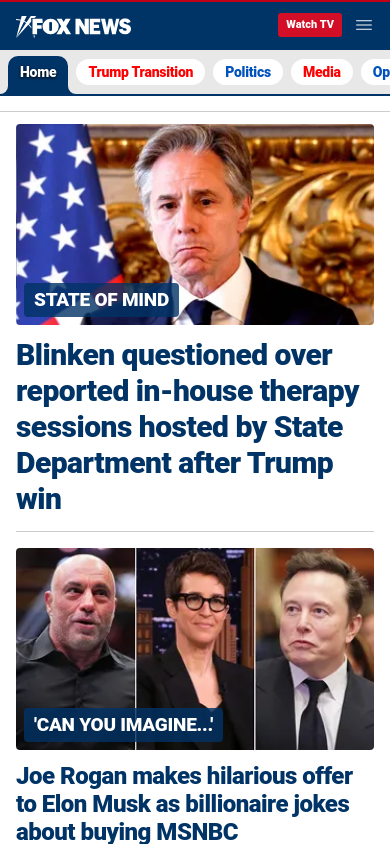 FOX NEWS
Watch TV
Home
Trump Transition
Politics
Media
Op
STATE OF MIND
Blinken questioned over
reported in-house therapy
sessions hosted by State
Department after Trump
win
'CAN YOU IMAGINE...'
Joe Rogan makes hilarious offer
to Elon Musk as billionaire jokes
about buying MSNBC